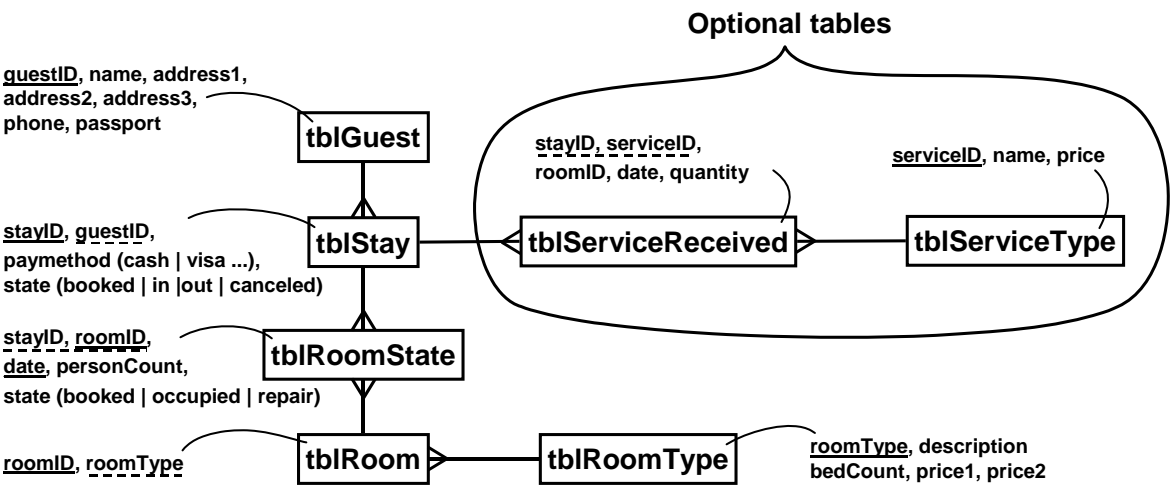 Optional tables
guestID, name, address1,
address2, address3,
phone, passport
tblGuest
stayID, serviceID,
roomID, date, quantity
serviceID, name, price
stayID, guestID,
paymethod (cash | visa ...),
state (booked | in |out | canceled)
tblStay
tblServiceReceived
tblServiceType
stayID, roomID,
date, personCount,
state (booked | occupied | repair)
tblRoomState
roomID, roomType
tblRoom
tblRoomType
roomType, description
bedCount, price1, price2